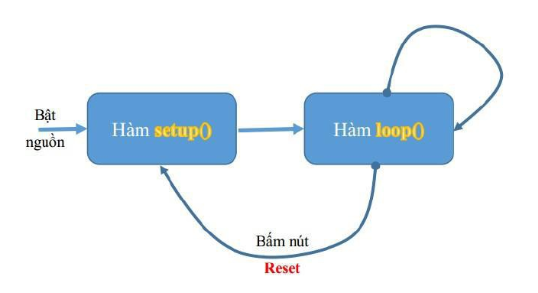 Bật
nguồn
Hàm setup()
Hàm loop()
Bấm nút
Reset